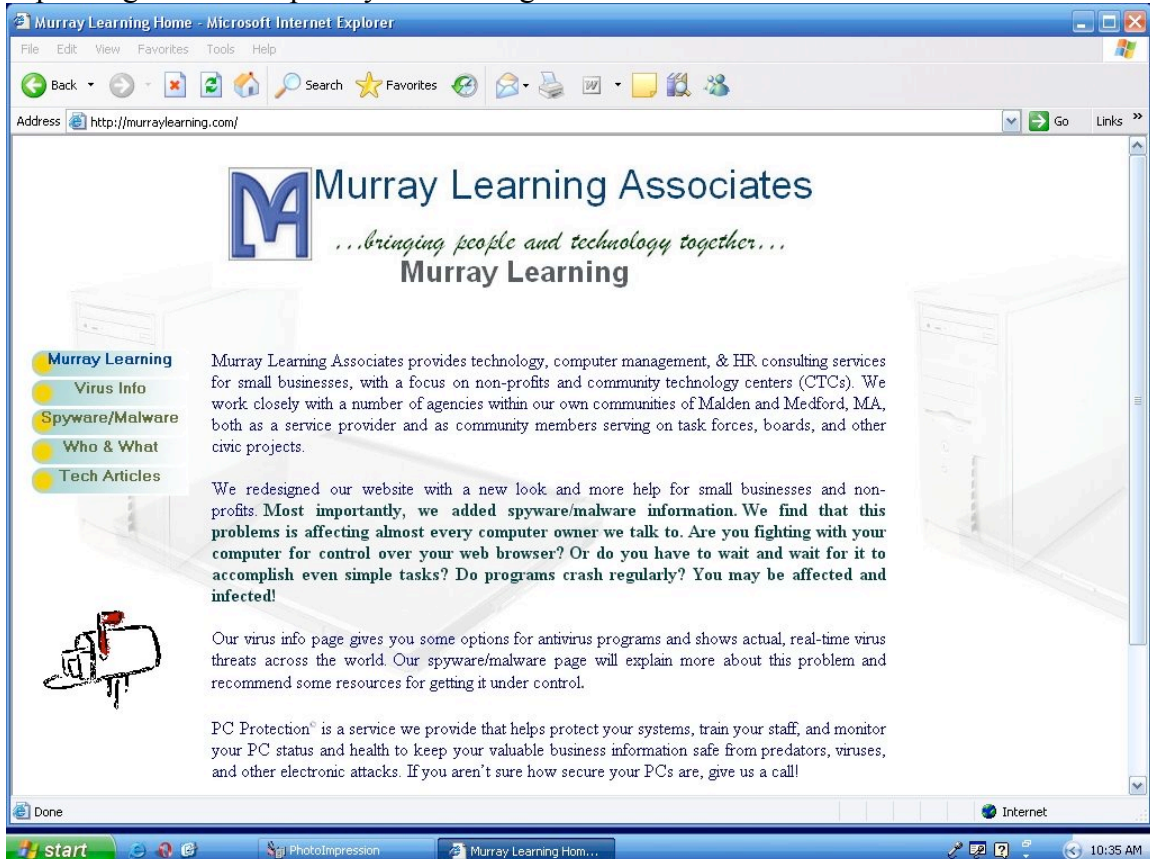 Murray Learning Home - Microsoft Internet Explorer
File Edit View Favorites Tools Help
Back Search Favorites
Address http://murraylearning.com/ Go Links »
MA Murray Learning Associates
...bringing people and technology together...
Murray Learning
Murray Learning
Virus Info
Spyware/Malware
Who & What
Tech Articles
Murray Learning Associates provides technology, computer management, & HR consulting services
for small businesses, with a focus on non-profits and community technology centers (CTCs). We
work closely with a number of agencies within our own communities of Malden and Medford, MA,
both as a service provider and as community members serving on task forces, boards, and other
civic projects.
We redesigned our website with a new look and more help for small businesses and non-
profits. Most importantly, we added spyware/malware information. We find that this
problems is affecting almost every computer owner we talk to. Are you fighting with your
computer for control over your web browser? Or do you have to wait and wait for it to
accomplish even simple tasks? Do programs crash regularly? You may be affected and
infected!
Our virus info page gives you some options for antivirus programs and shows actual, real-time virus
threats across the world. Our spyware/malware page will explain more about this problem and
recommend some resources for getting it under control.
PC Protection© is a service we provide that helps protect your systems, train your staff, and monitor
your PC status and health to keep your valuable business information safe from predators, viruses,
and other electronic attacks. If you aren't sure how secure your PCs are, give us a call!
Done Internet
start PhotoImpression Murray Learning Hom... 10:35 AM